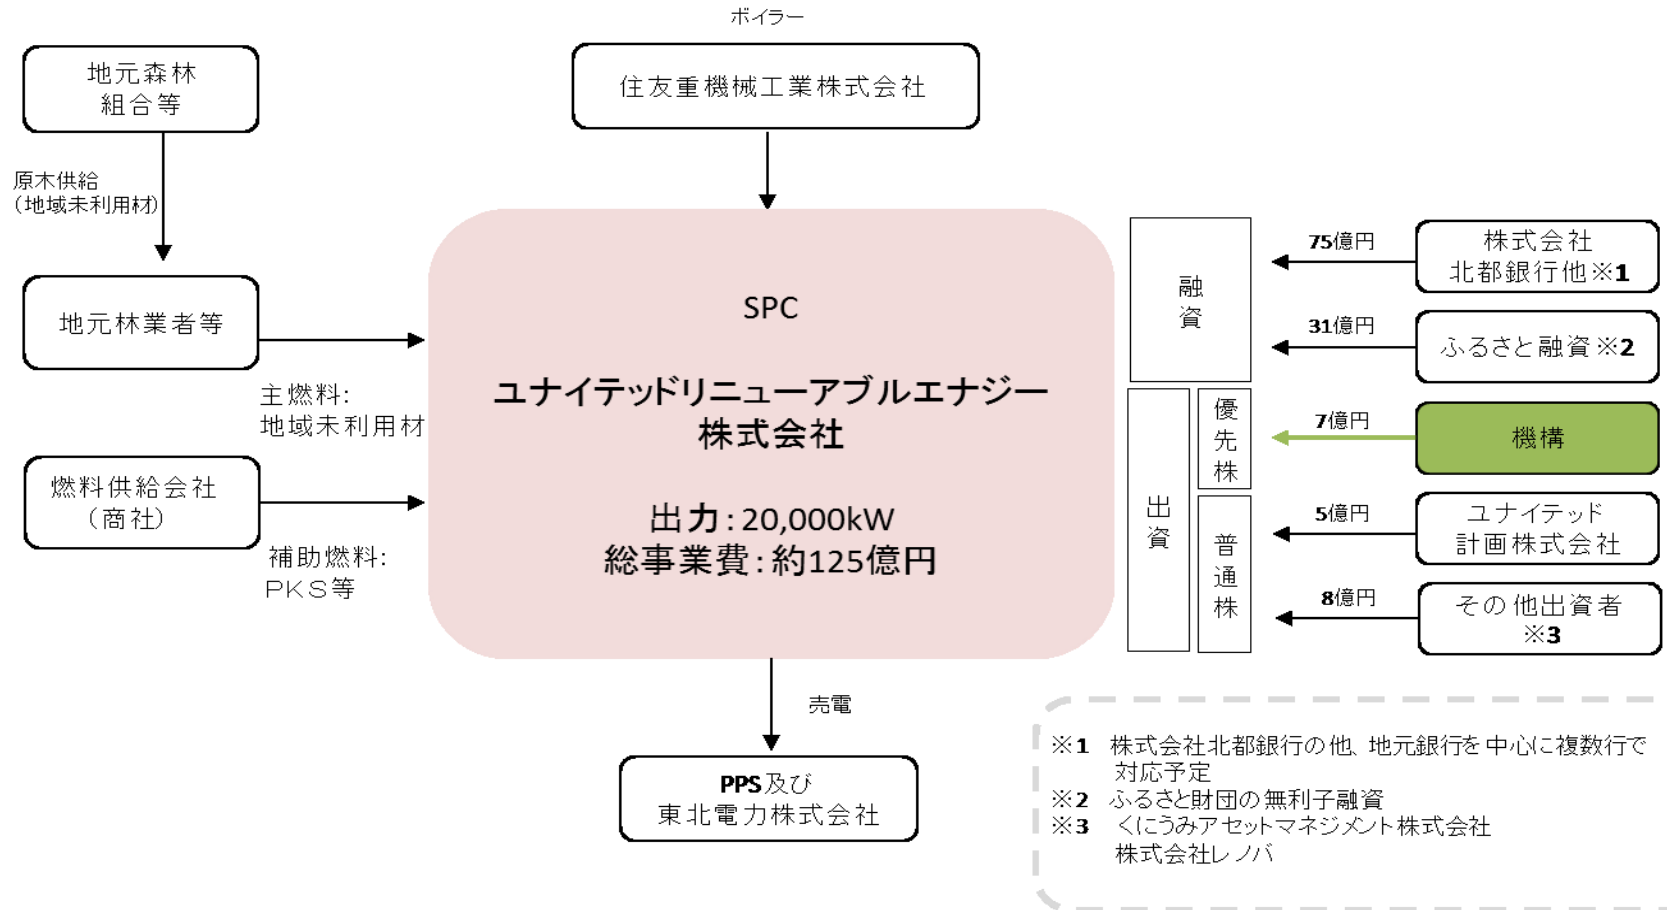 ボイラー
地元森林
組合等
住友重機械工業株式会社
原木供給
(地域未利用材)
地元林業者等
主燃料:
地域未利用材
燃料供給会社
(商社)
補助燃料:
PKS等
SPC
ユナイテッドリニューアブルエナジー
株式会社
出力:20,000kW
総事業費:約125億円
融資
出資
優先株
普通株
75億円
株式会社
北都銀行他※1
31億円
ふるさと融資※2
7億円
機構
5億円
ユナイテッド
計画株式会社
8億円
その他出資者
※3
売電
PPS及び
東北電力株式会社
※1 株式会社北都銀行の他、地元銀行を中心に複数行で
対応予定
※2 ふるさと財団の無利子融資
※3 くにうみアセットマネジメント株式会社
株式会社レノバ